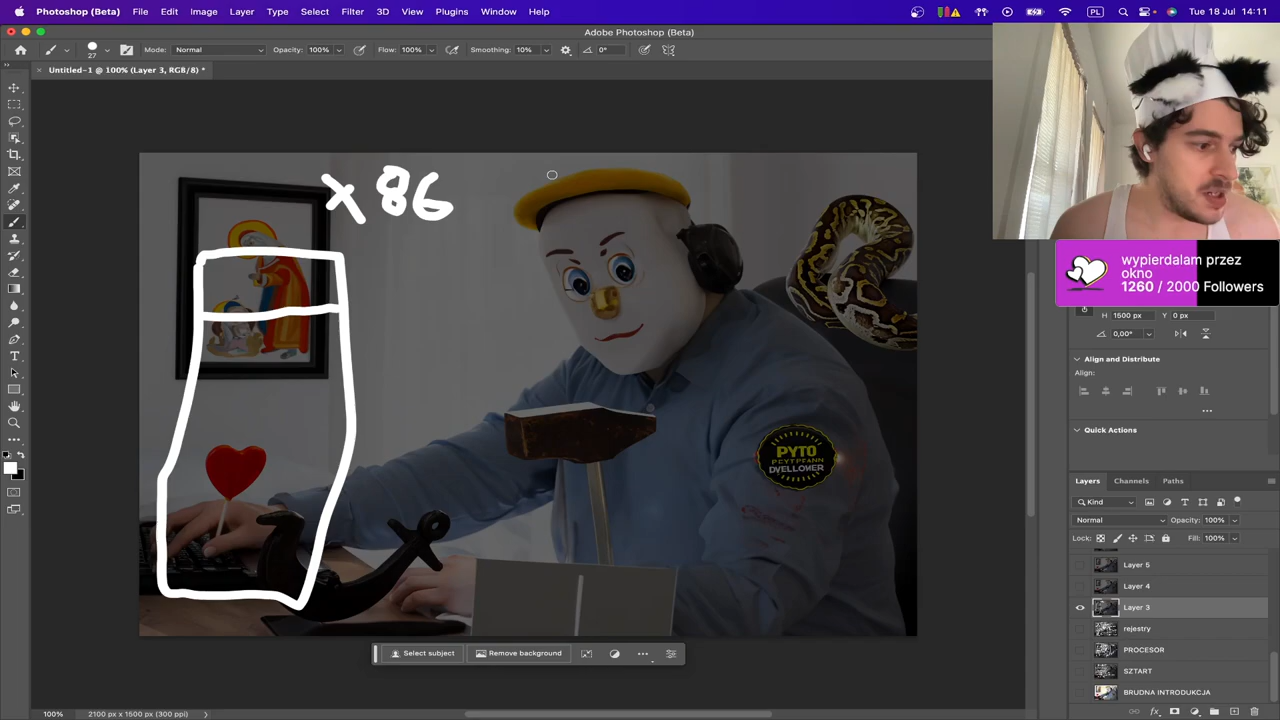 Photoshop (Beta) File Edit Image Layer Type Select Filter 3D View Plugins Window Help PL Tue 18 Jul 14:11
Adobe Photoshop (Beta)
27 Mode: Normal Opacity: 100% Flow: 100% Smoothing: 10% 0°
Untitled-1 @ 100% (Layer 3, RGB/8) *
x86
wypierdalam przez
okno
1260 / 2000 Followers
H 1500 px Y 0 px
0,00°
Align and Distribute
Align:
Quick Actions
PYTO
DVELLOMER
Layers Channels Paths
Kind
Normal Opacity: 100%
Lock: Fill: 100%
Layer 5
Layer 4
Layer 3
rejestry
PROCESOR
SZTART
BRUDNA INTRODUKCJA
Select subject Remove background
100% 2100 px x 1500 px (300 ppi)